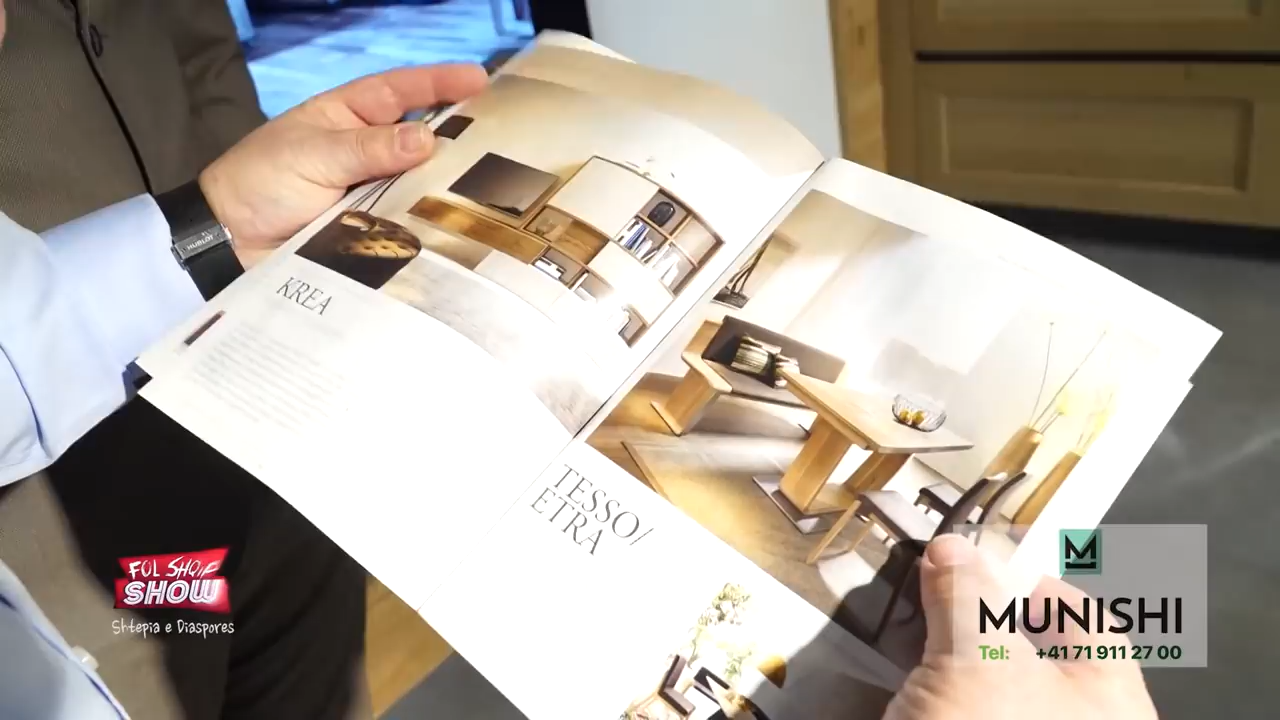 HUBLOT
KREA
TESSO/
ETRA
FOL SHQIP
SHOW
Shtepia e Diaspores
M
MUNISHI
Tel: +41 71 911 27 00